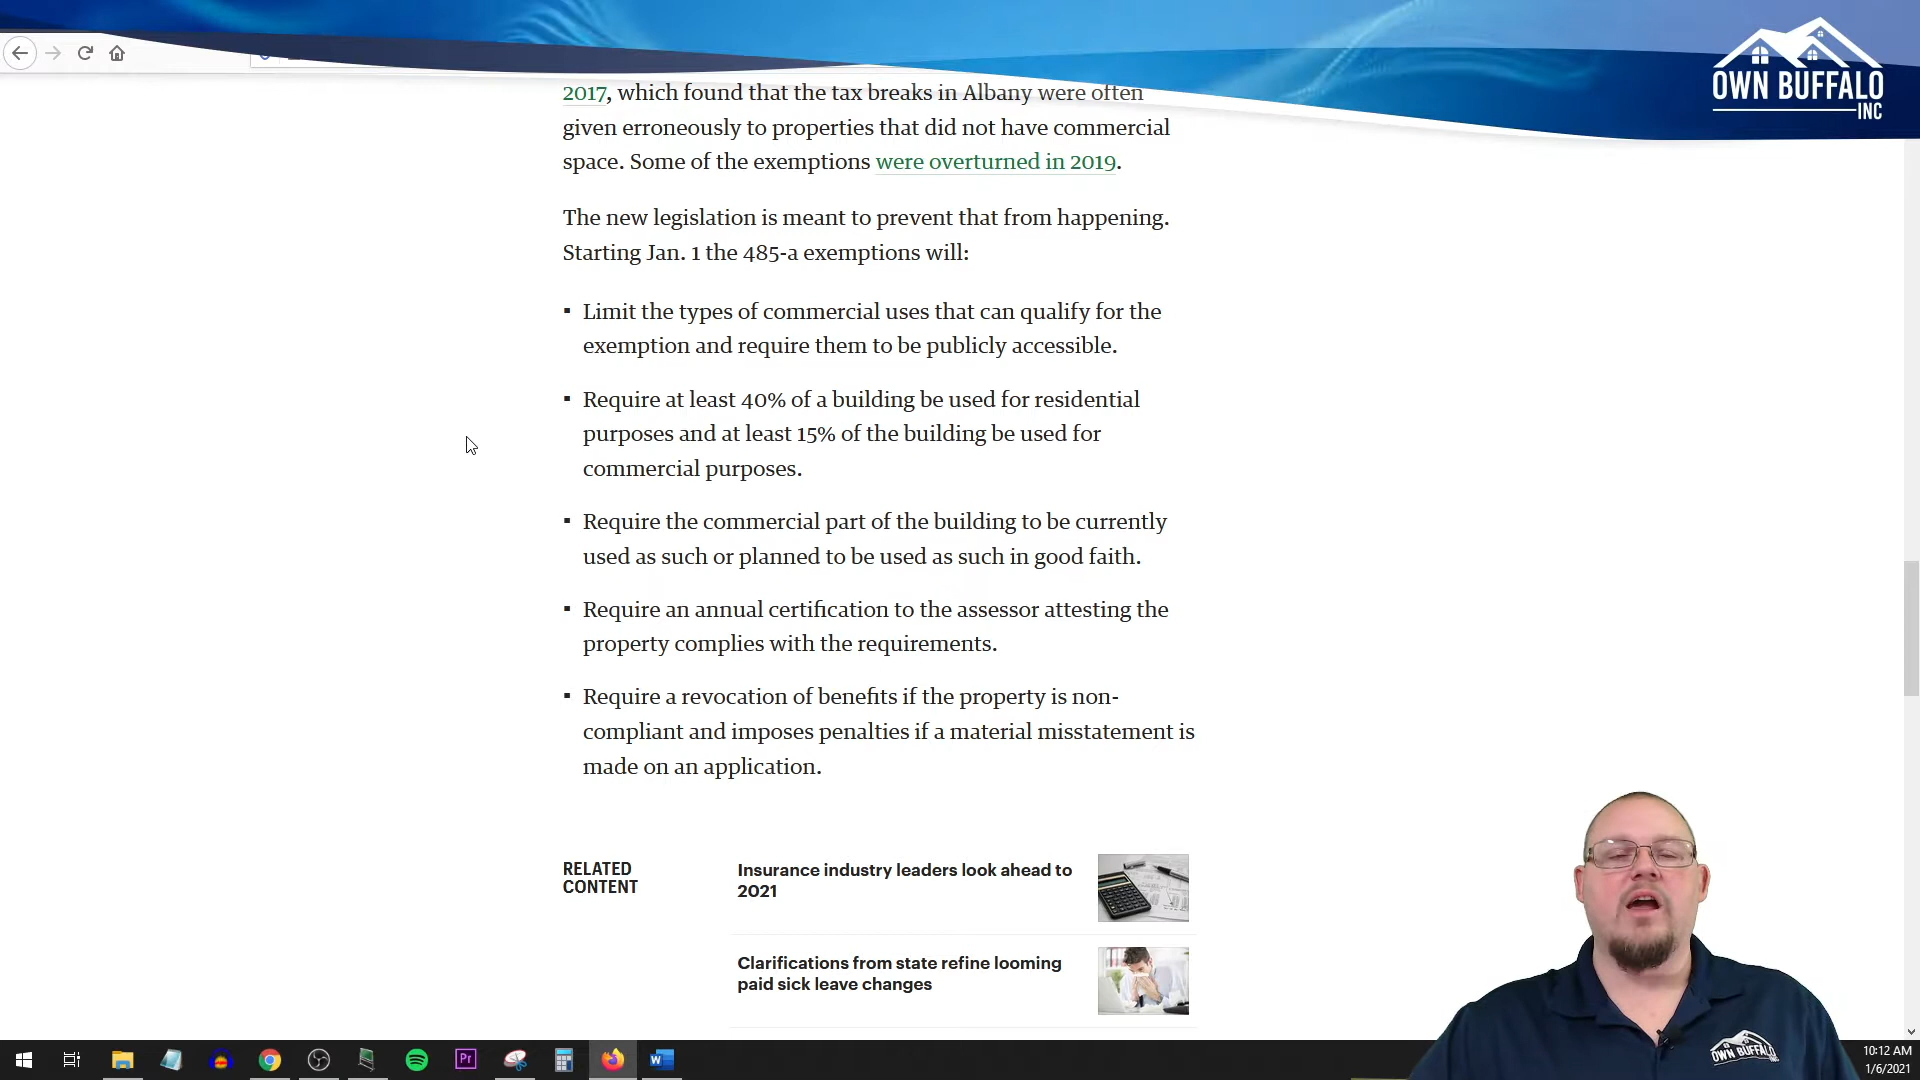 OWN BUFFALO
INC
2017, which found that the tax breaks in Albany were often
given erroneously to properties that did not have commercial
space. Some of the exemptions were overturned in 2019.
The new legislation is meant to prevent that from happening.
Starting Jan. 1 the 485-a exemptions will:
▪ Limit the types of commercial uses that can qualify for the
exemption and require them to be publicly accessible.
▪ Require at least 40% of a building be used for residential
purposes and at least 15% of the building be used for
commercial purposes.
▪ Require the commercial part of the building to be currently
used as such or planned to be used as such in good faith.
▪ Require an annual certification to the assessor attesting the
property complies with the requirements.
▪ Require a revocation of benefits if the property is non-
compliant and imposes penalties if a material misstatement is
made on an application.
RELATED
CONTENT
Insurance industry leaders look ahead to
2021
Clarifications from state refine looming
paid sick leave changes
OWN BUFFALO
Pr
W
10:12 AM
1/6/2021